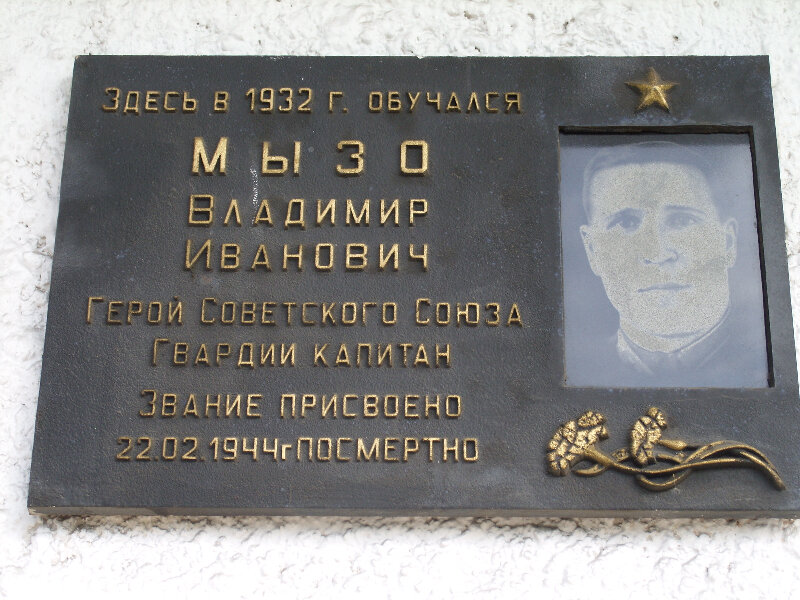 Здесь в 1932 г. обучался
МЫЗО
Владимир
Иванович
Герой Советского Союза
Гвардии капитан
Звание присвоено
22.02.1944г посмертно